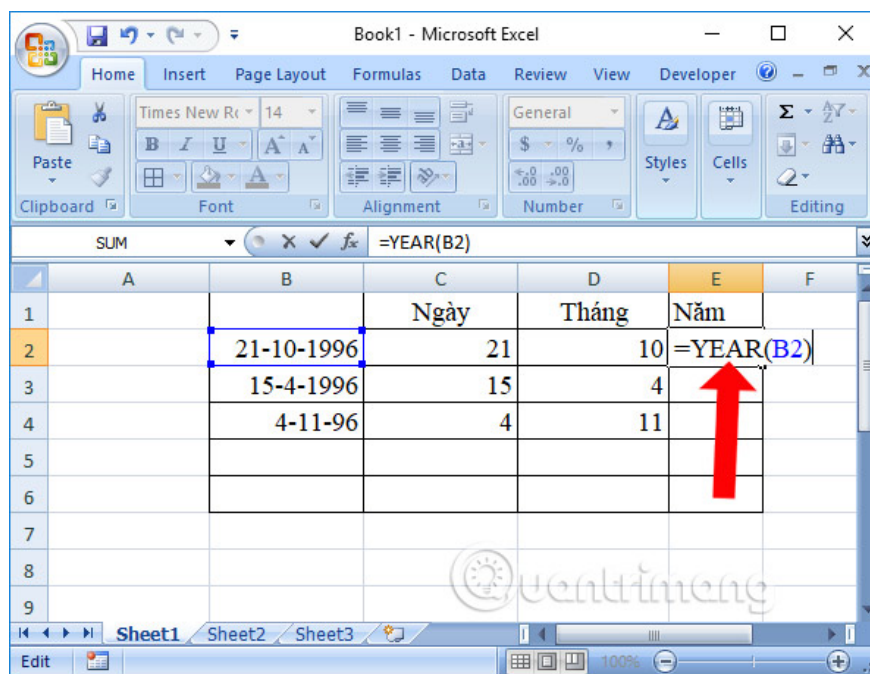 Book1 - Microsoft Excel
Home Insert Page Layout Formulas Data Review View Developer
Times New Ro 14 General
B I U A A $ % ,
Paste Styles Cells Σ
Clipboard Font Alignment Number Editing
SUM fx =YEAR(B2)
A B C D E F
1 Ngày Tháng Năm
2 21-10-1996 21 10 =YEAR(B2)
3 15-4-1996 15 4
4 4-11-96 4 11
5
6
7
8
9
Quantrimang
Sheet1 Sheet2 Sheet3
Edit 100%